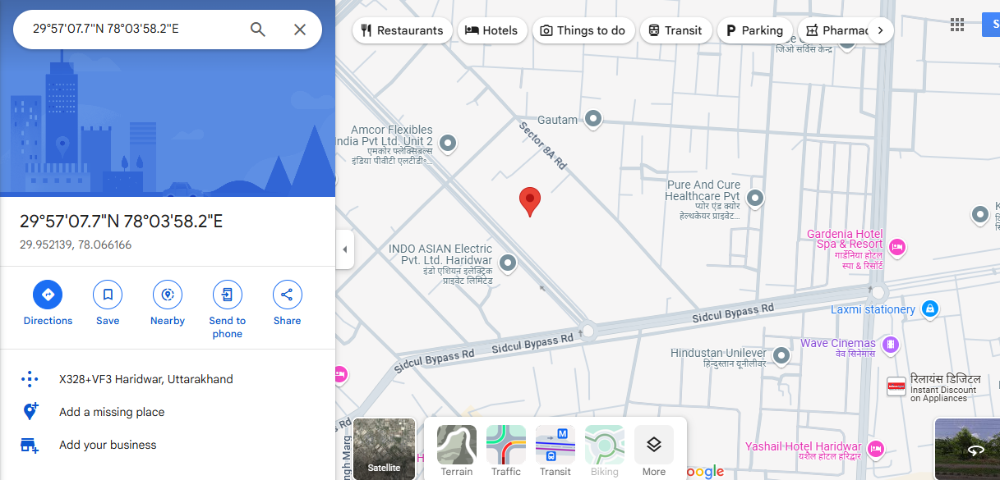 29°57'07.7"N 78°03'58.2"E
Restaurants
Hotels
Things to do
Transit
Parking
Pharmac
S
29°57'07.7"N 78°03'58.2"E
29.952139, 78.066166
Directions
Save
Nearby
Send to
phone
Share
X328+VF3 Haridwar, Uttarakhand
Add a missing place
Add your business
जिओ सर्विस केन्द्र
Gautam
Sector 8A Rd
Amcor Flexibles
India Pvt Ltd, Unit 2
एमकोर फ्लेक्सिबल्स
इंडिया पीवीटी एलटीडी-...
Pure And Cure
Healthcare Pvt
प्योर एंड क्योर
हेल्थकेयर प्राइवेट...
Gardenia Hotel
Spa & Resort
गार्डेनिया होटल
स्पा & रिसॉर्ट
INDO ASIAN Electric
Pvt. Ltd. Haridwar
इंडो एशियन इलेक्ट्रिक
प्राइवेट लिमिटेड
Laxmi stationery
Sidcul Bypass Rd
Sidcul Bypass Rd
Sidcul Bypass Rd
Wave Cinemas
वेव सिनेमास
Hindustan Unilever
हिन्दुस्तान यूनीलीवर
रिलायंस डिजिटल
Instant Discount
on Appliances
Yashail Hotel Haridwar
यशैल होटल हरिद्वार
Rd
ngh Marg
H
Satellite
Terrain
Traffic
M
Transit
Biking
More
oogle